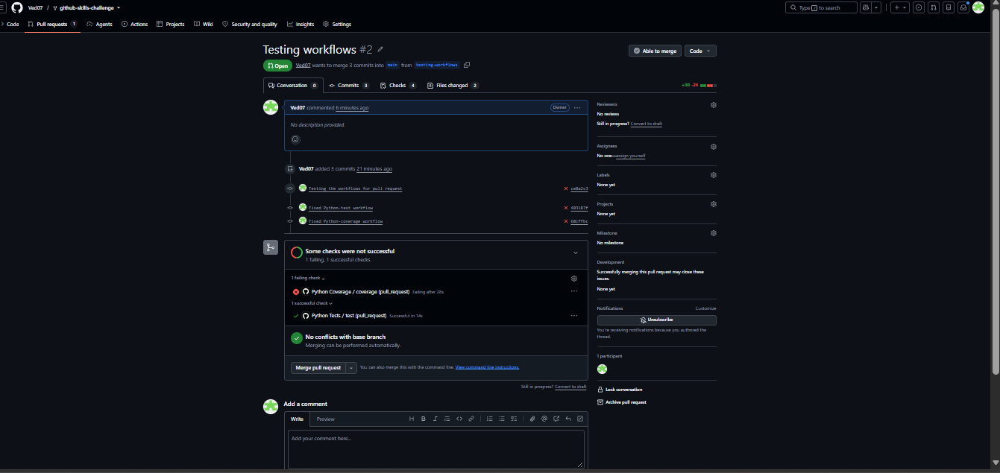 Ved07 / github-skills-challenge
Type / to search
Code Pull requests 1 Agents Actions Projects Wiki Security and quality Insights Settings
Testing workflows #2
Able to merge Code
Open Ved07 wants to merge 3 commits into main from testing-workflows
Conversation 0 Commits 3 Checks 4 Files changed 2
+30 -24
Ved07 commented 6 minutes ago Owner
No description provided.
Ved07 added 3 commits 21 minutes ago
Testing the workflows for pull request ce8a2c3
Fixed Python-test workflow 403187f
Fixed Python-coverage workflow 68cffbc
Some checks were not successful
1 failing, 1 successful checks
1 failing check
Python Coverage / coverage (pull_request) Failing after 28s
1 successful check
Python Tests / test (pull_request) Successful in 14s
No conflicts with base branch
Merging can be performed automatically.
Merge pull request You can also merge this with the command line. View command line instructions.
Still in progress? Convert to draft
Add a comment
Write Preview
Add your comment here...
Reviewers
No reviews
Still in progress? Convert to draft
Assignees
No one—assign yourself
Labels
None yet
Projects
None yet
Milestone
No milestone
Development
Successfully merging this pull request may close these
issues.
None yet
Notifications Customize
Unsubscribe
You're receiving notifications because you authored the
thread.
1 participant
Lock conversation
Archive pull request